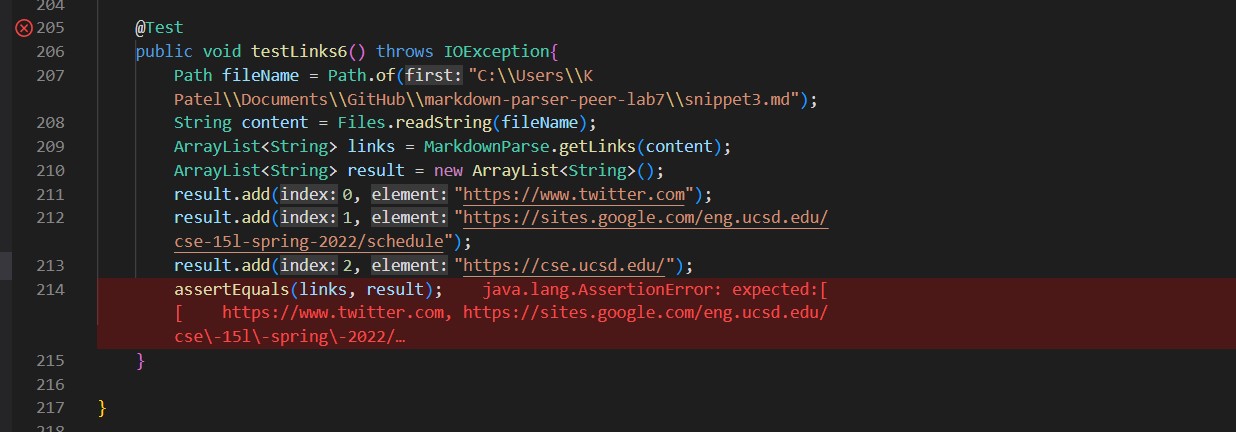 204
205 @Test
206 public void testLinks6() throws IOException{
207 Path fileName = Path.of(first: "C:\\Users\\K
Patel\\Documents\\GitHub\\markdown-parser-peer-lab7\\snippet3.md");
208 String content = Files.readString(fileName);
209 ArrayList<String> links = MarkdownParse.getLinks(content);
210 ArrayList<String> result = new ArrayList<String>();
211 result.add(index: 0, element: "https://www.twitter.com");
212 result.add(index: 1, element: "https://sites.google.com/eng.ucsd.edu/
cse-15l-spring-2022/schedule");
213 result.add(index: 2, element: "https://cse.ucsd.edu/");
214 assertEquals(links, result); java.lang.AssertionError: expected:[
[ https://www.twitter.com, https://sites.google.com/eng.ucsd.edu/
cse\-15l\-spring\-2022/…
215 }
216
217 }
218